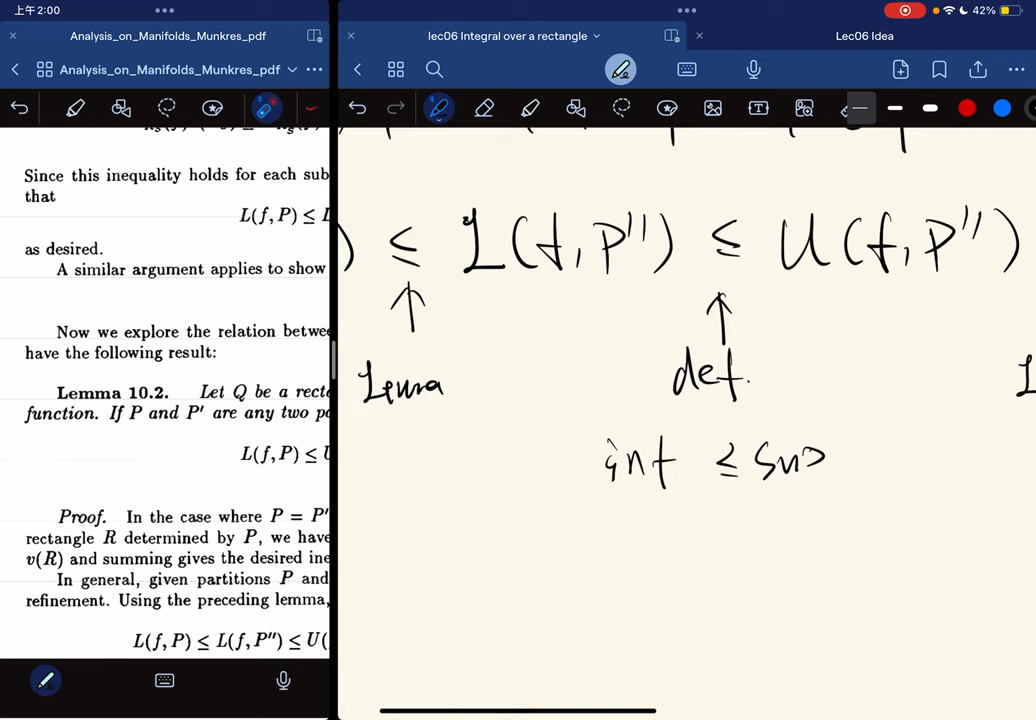 上午2:00
42%
Analysis_on_Manifolds_Munkres_pdf
lec06 Integral over a rectangle
Lec06 Idea
Analysis_on_Manifolds_Munkres_pdf
Since this inequality holds for each sub
that
L(f,P) ≤ L
as desired.
A similar argument applies to show
Now we explore the relation betwe
have the following result:
Lemma 10.2. Let Q be a recta
function. If P and P′ are any two pa
L(f,P) ≤ U
Proof. In the case where P = P′
rectangle R determined by P, we have
v(R) and summing gives the desired ine
In general, given partitions P and
refinement. Using the preceding lemma,
L(f,P) ≤ L(f,P″) ≤ U(
) ≤ L(f,P″) ≤ U(f,P″)
↑ ↑
def.
≤